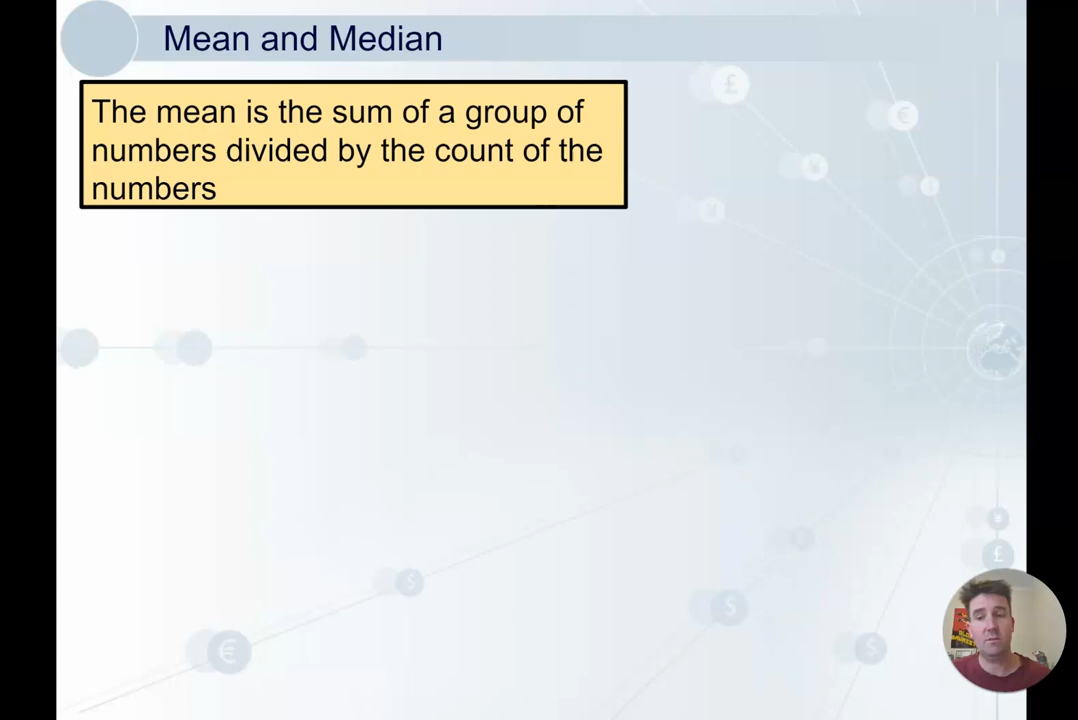 Mean and Median
The mean is the sum of a group of
numbers divided by the count of the
numbers
£
€
$
$
€
$
¥
£